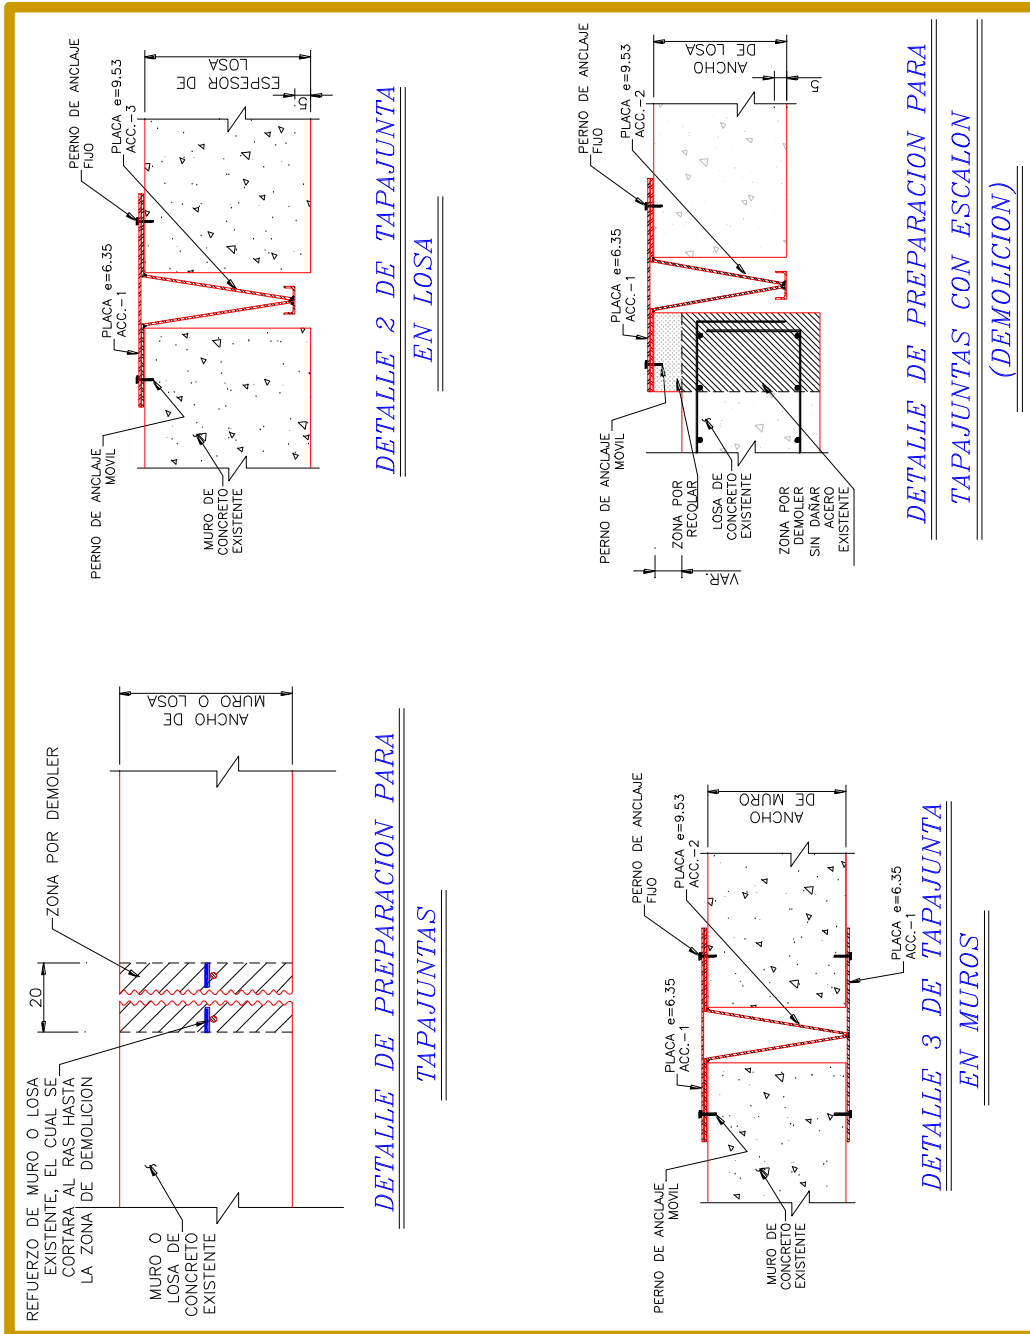 REFUERZO DE MURO O LOSA
EXISTENTE, EL CUAL SE
CORTARA AL RAS HASTA
LA ZONA DE DEMOLICION
20
ZONA POR DEMOLER
MURO O
LOSA DE
CONCRETO
EXISTENTE
ANCHO DE
MURO O LOSA
DETALLE DE PREPARACION PARA
TAPAJUNTAS
PERNO DE ANCLAJE
MOVIL
PLACA e=6.35
ACC.-1
PERNO DE ANCLAJE
FIJO
PLACA e=9.53
ACC.-3
MURO DE
CONCRETO
EXISTENTE
ESPESOR DE
LOSA
5
DETALLE 2 DE TAPAJUNTA
EN LOSA
PERNO DE ANCLAJE
MOVIL
PLACA e=6.35
ACC.-1
PERNO DE ANCLAJE
FIJO
PLACA e=9.53
ACC.-2
MURO DE
CONCRETO
EXISTENTE
ANCHO
DE MURO
PLACA e=6.35
ACC.-1
DETALLE 3 DE TAPAJUNTA
EN MUROS
PERNO DE ANCLAJE
MOVIL
PLACA e=6.35
ACC.-1
PERNO DE ANCLAJE
FIJO
PLACA e=9.53
ACC.-2
VAR.
ZONA POR
RECOLAR
LOSA DE
CONCRETO
EXISTENTE
ZONA POR
DEMOLER
SIN DAÑAR
ACERO
EXISTENTE
ANCHO
DE LOSA
5
DETALLE DE PREPARACION PARA
TAPAJUNTAS CON ESCALON
(DEMOLICION)